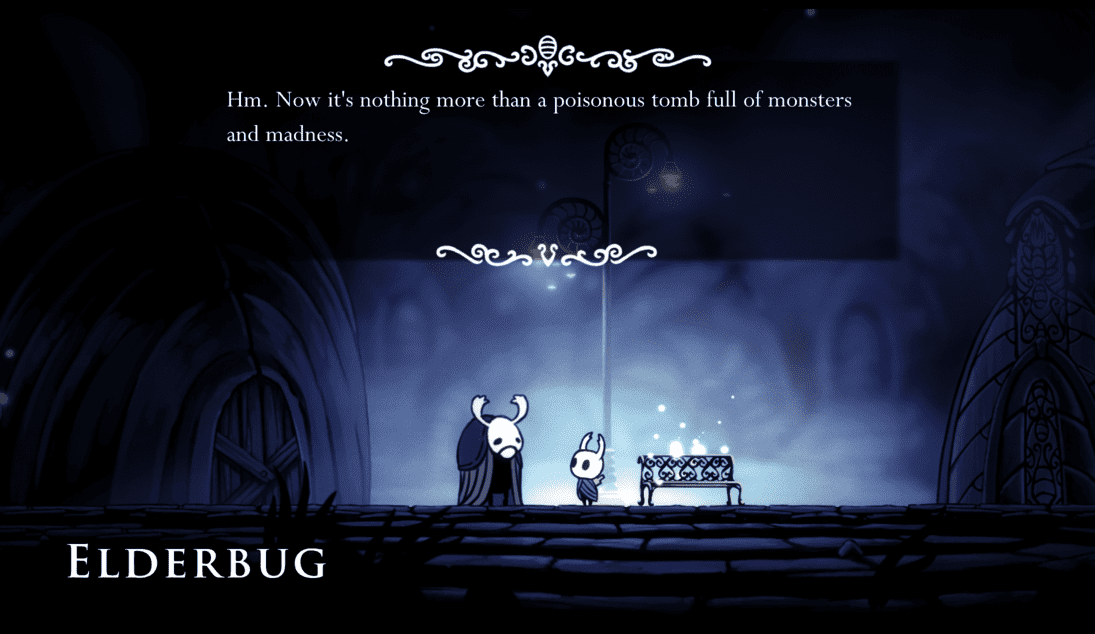 Hm. Now it's nothing more than a poisonous tomb full of monsters
and madness.
ELDERBUG